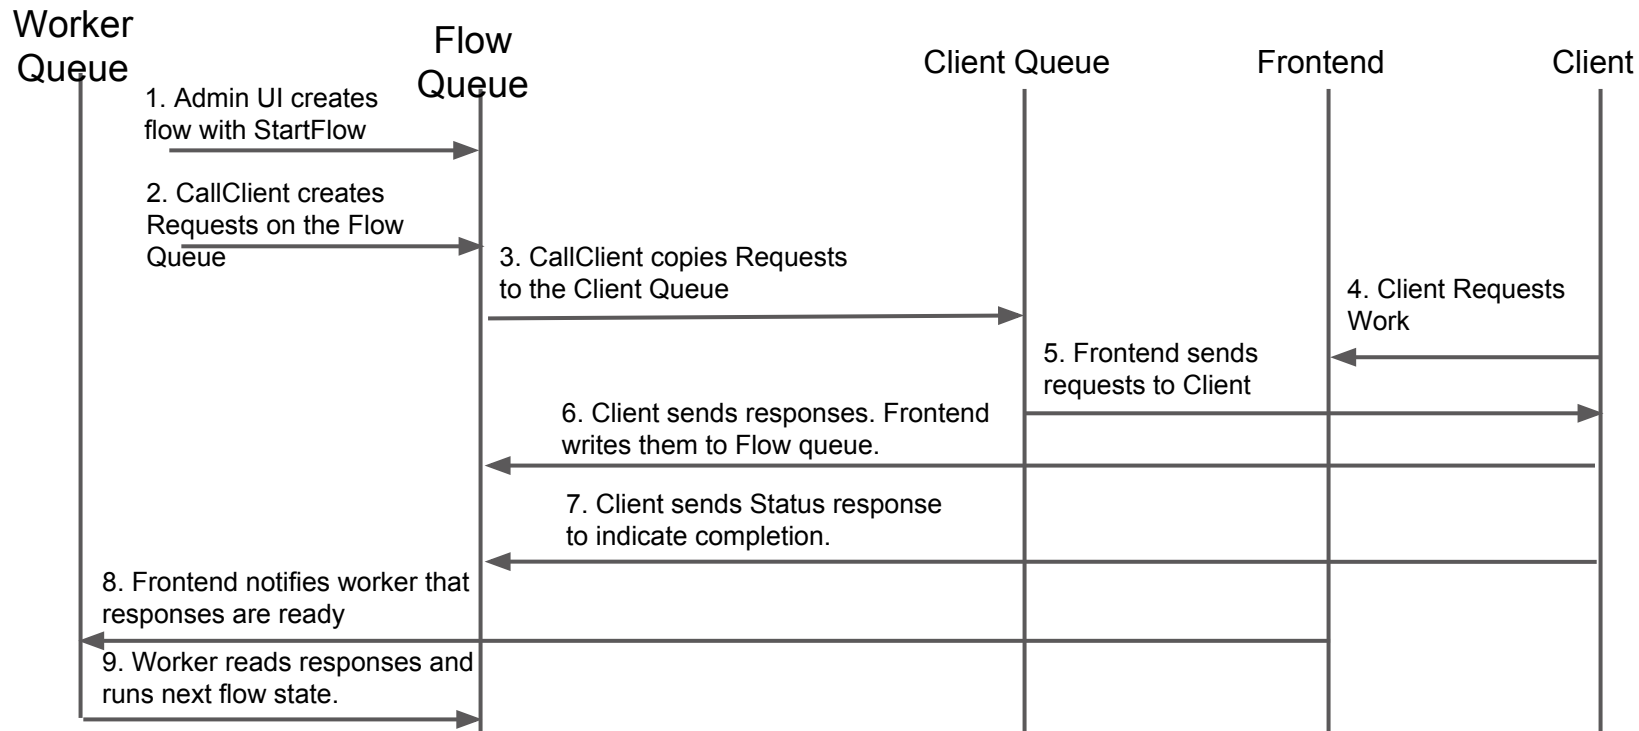 Worker
Queue
Flow
Queue
Client Queue
Frontend
Client
1. Admin UI creates
flow with StartFlow
2. CallClient creates
Requests on the Flow
Queue
3. CallClient copies Requests
to the Client Queue
4. Client Requests
Work
5. Frontend sends
requests to Client
6. Client sends responses. Frontend
writes them to Flow queue.
7. Client sends Status response
to indicate completion.
8. Frontend notifies worker that
responses are ready
9. Worker reads responses and
runs next flow state.